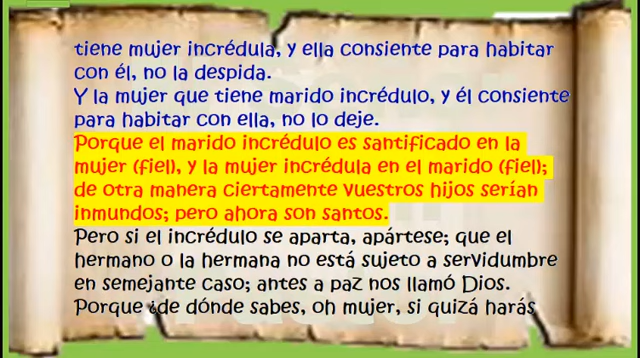 tiene mujer incrédula, y ella consiente para habitar
con él, no la despida.
Y la mujer que tiene marido incrédulo, y él consiente
para habitar con ella, no lo deje.
Porque el marido incrédulo es santificado en la
mujer (fiel), y la mujer incrédula en el marido (fiel);
de otra manera ciertamente vuestros hijos serían
inmundos; pero ahora son santos.
Pero si el incrédulo se aparta, apártese; que el
hermano o la hermana no está sujeto a servidumbre
en semejante caso; antes a paz nos llamó Dios.
Porque ¿de dónde sabes, oh mujer, si quizá harás